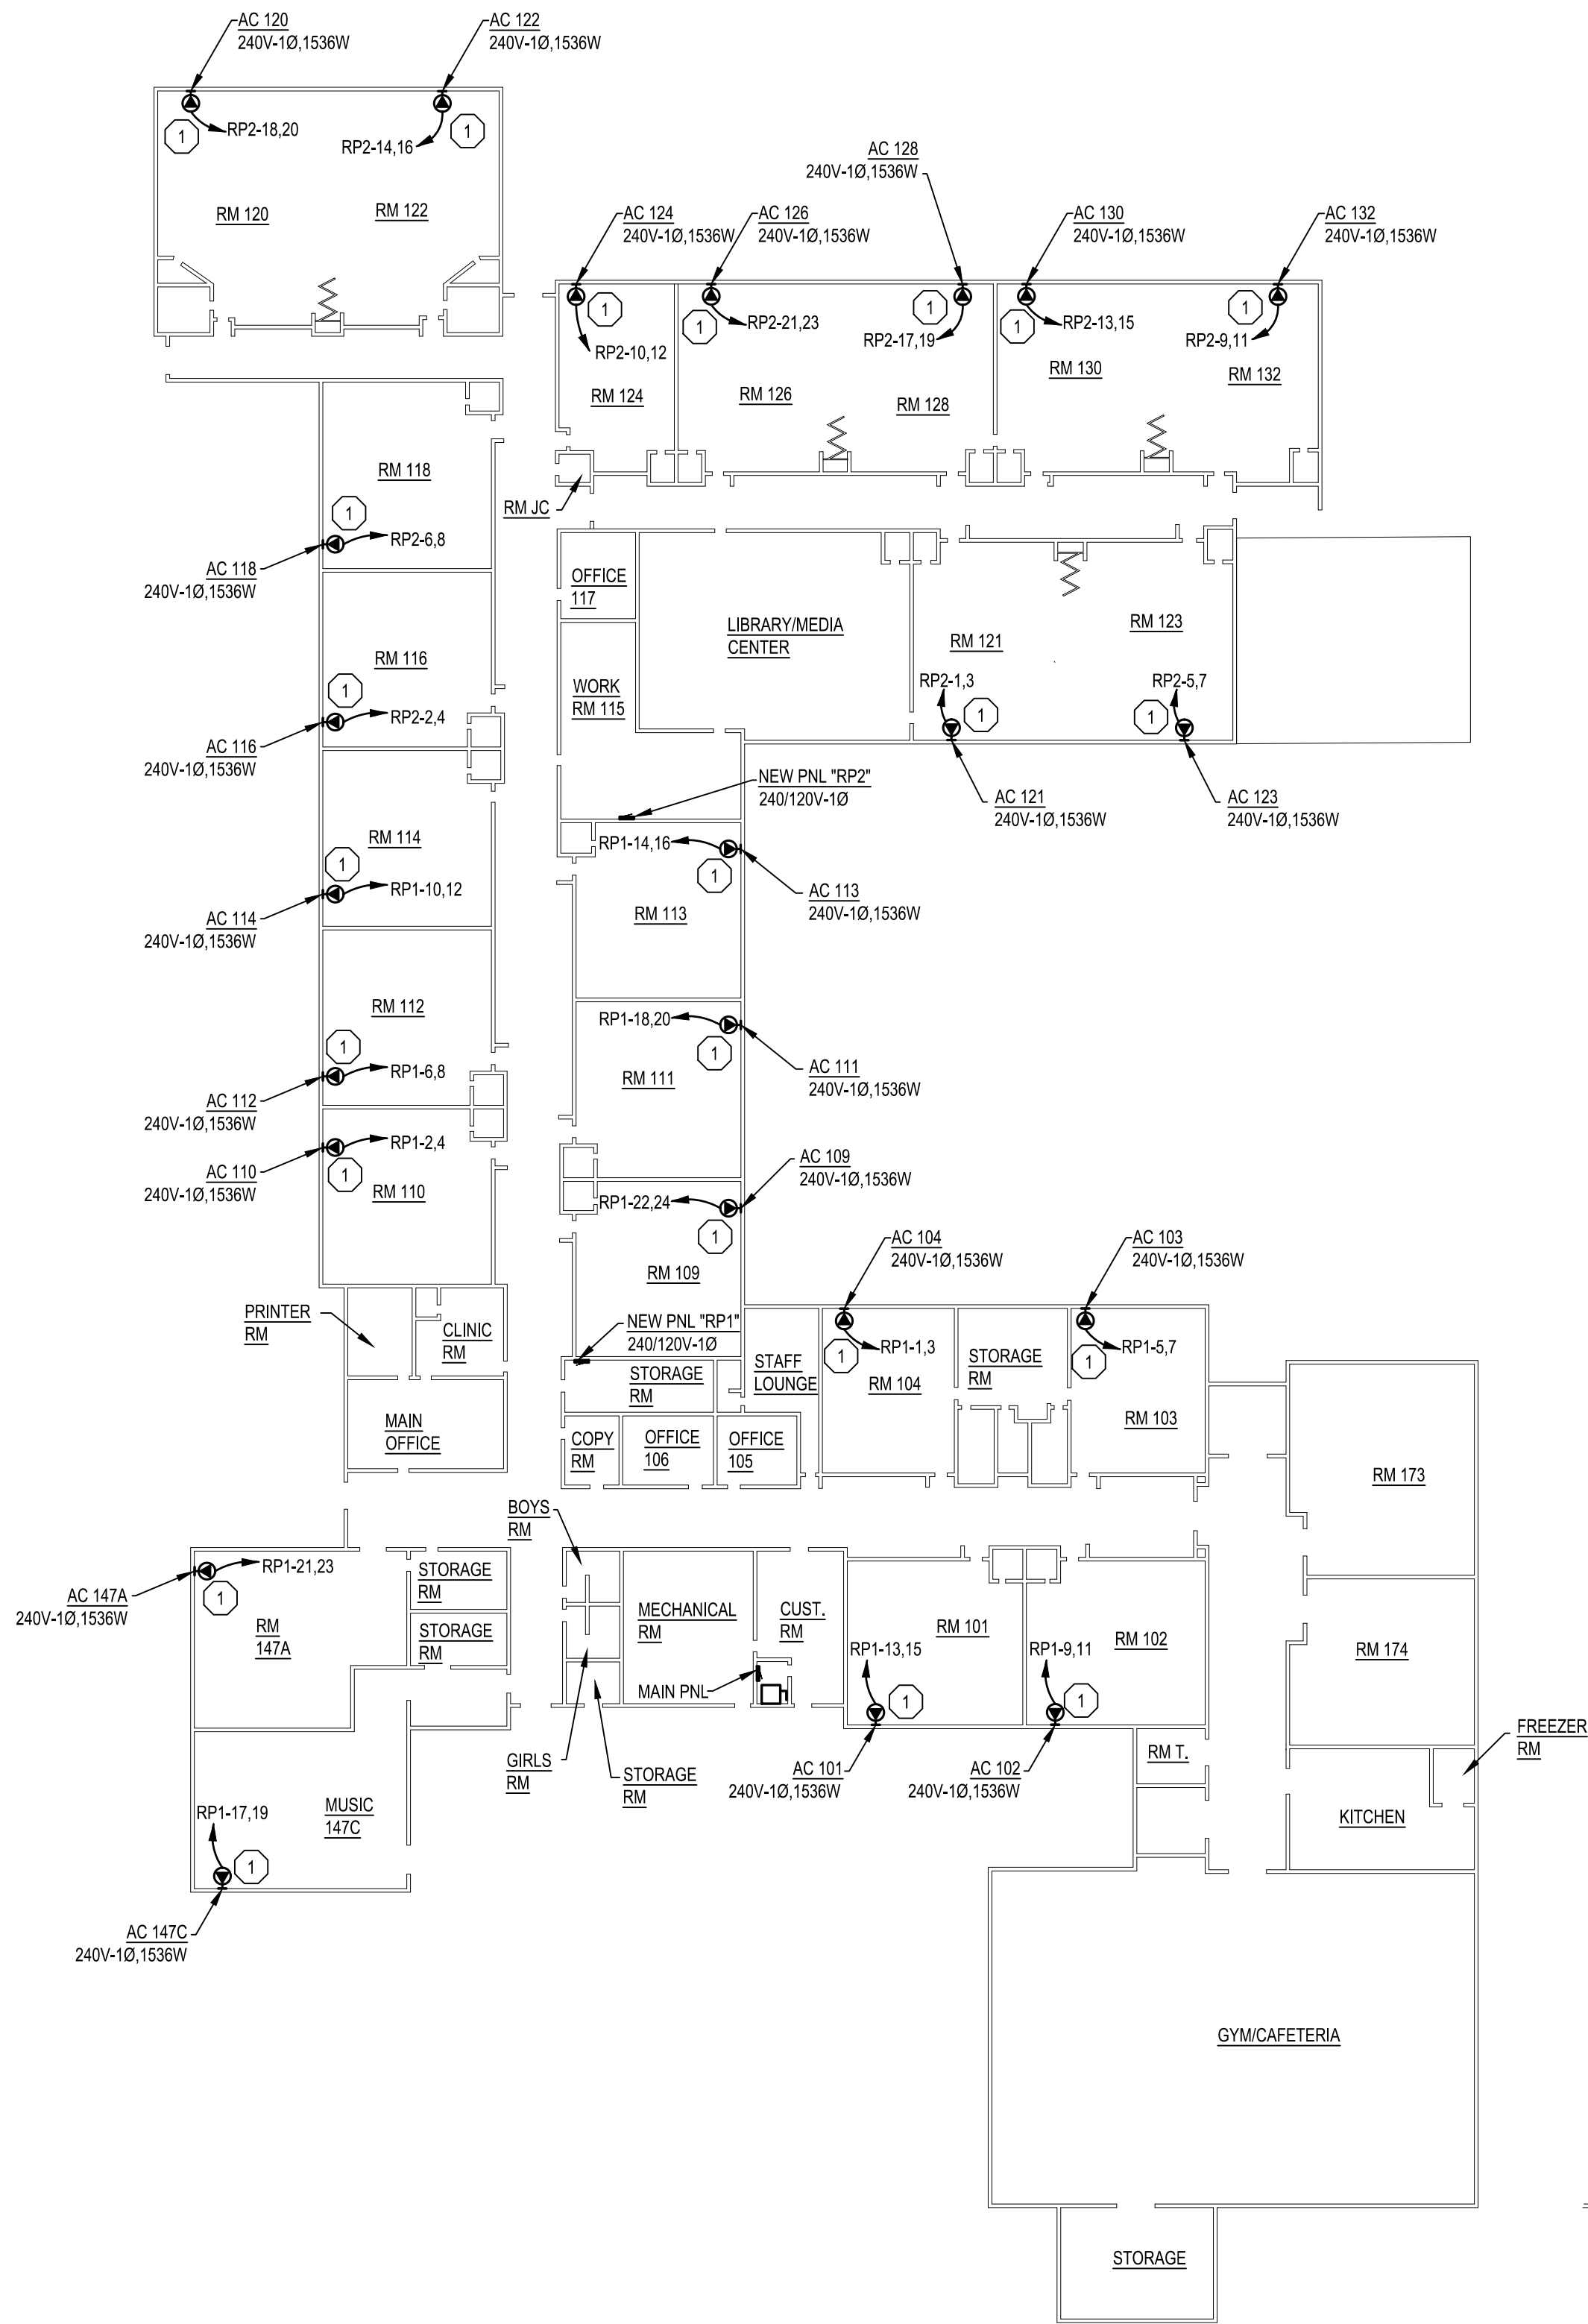 AC 120
240V-1Ø,1536W
AC 122
240V-1Ø,1536W
1
RP2-18,20
RP2-14,16
1
RM 120
RM 122
AC 128
240V-1Ø,1536W
AC 124
240V-1Ø,1536W
AC 126
240V-1Ø,1536W
AC 130
240V-1Ø,1536W
AC 132
240V-1Ø,1536W
1
RP2-10,12
RM 124
1
RP2-21,23
RM 126
1
RP2-17,19
RM 128
1
RP2-13,15
RM 130
1
RP2-9,11
RM 132
RM JC
RM 118
1
RP2-6,8
AC 118
240V-1Ø,1536W
OFFICE
117
LIBRARY/MEDIA
CENTER
RM 121
RM 123
RP2-1,3
1
RP2-5,7
1
AC 121
240V-1Ø,1536W
AC 123
240V-1Ø,1536W
RM 116
1
RP2-2,4
AC 116
240V-1Ø,1536W
WORK
RM 115
NEW PNL "RP2"
240/120V-1Ø
RM 114
1
RP1-10,12
AC 114
240V-1Ø,1536W
RP1-14,16
1
RM 113
AC 113
240V-1Ø,1536W
RM 112
1
RP1-6,8
AC 112
240V-1Ø,1536W
RP1-18,20
1
RM 111
AC 111
240V-1Ø,1536W
RP1-2,4
1
RM 110
AC 110
240V-1Ø,1536W
RP1-22,24
1
RM 109
AC 109
240V-1Ø,1536W
AC 104
240V-1Ø,1536W
AC 103
240V-1Ø,1536W
PRINTER
RM
CLINIC
RM
NEW PNL "RP1"
240/120V-1Ø
STORAGE
RM
STAFF
LOUNGE
1
RP1-1,3
RM 104
STORAGE
RM
1
RP1-5,7
RM 103
MAIN
OFFICE
COPY
RM
OFFICE
106
OFFICE
105
RM 173
BOYS
RM
RP1-21,23
1
AC 147A
240V-1Ø,1536W
RM
147A
STORAGE
RM
STORAGE
RM
MECHANICAL
RM
CUST.
RM
MAIN PNL
RM 101
RP1-13,15
1
RM 102
RP1-9,11
1
RM 174
GIRLS
RM
STORAGE
RM
AC 101
240V-1Ø,1536W
AC 102
240V-1Ø,1536W
RM T.
FREEZER
RM
KITCHEN
RP1-17,19
1
MUSIC
147C
AC 147C
240V-1Ø,1536W
GYM/CAFETERIA
STORAGE